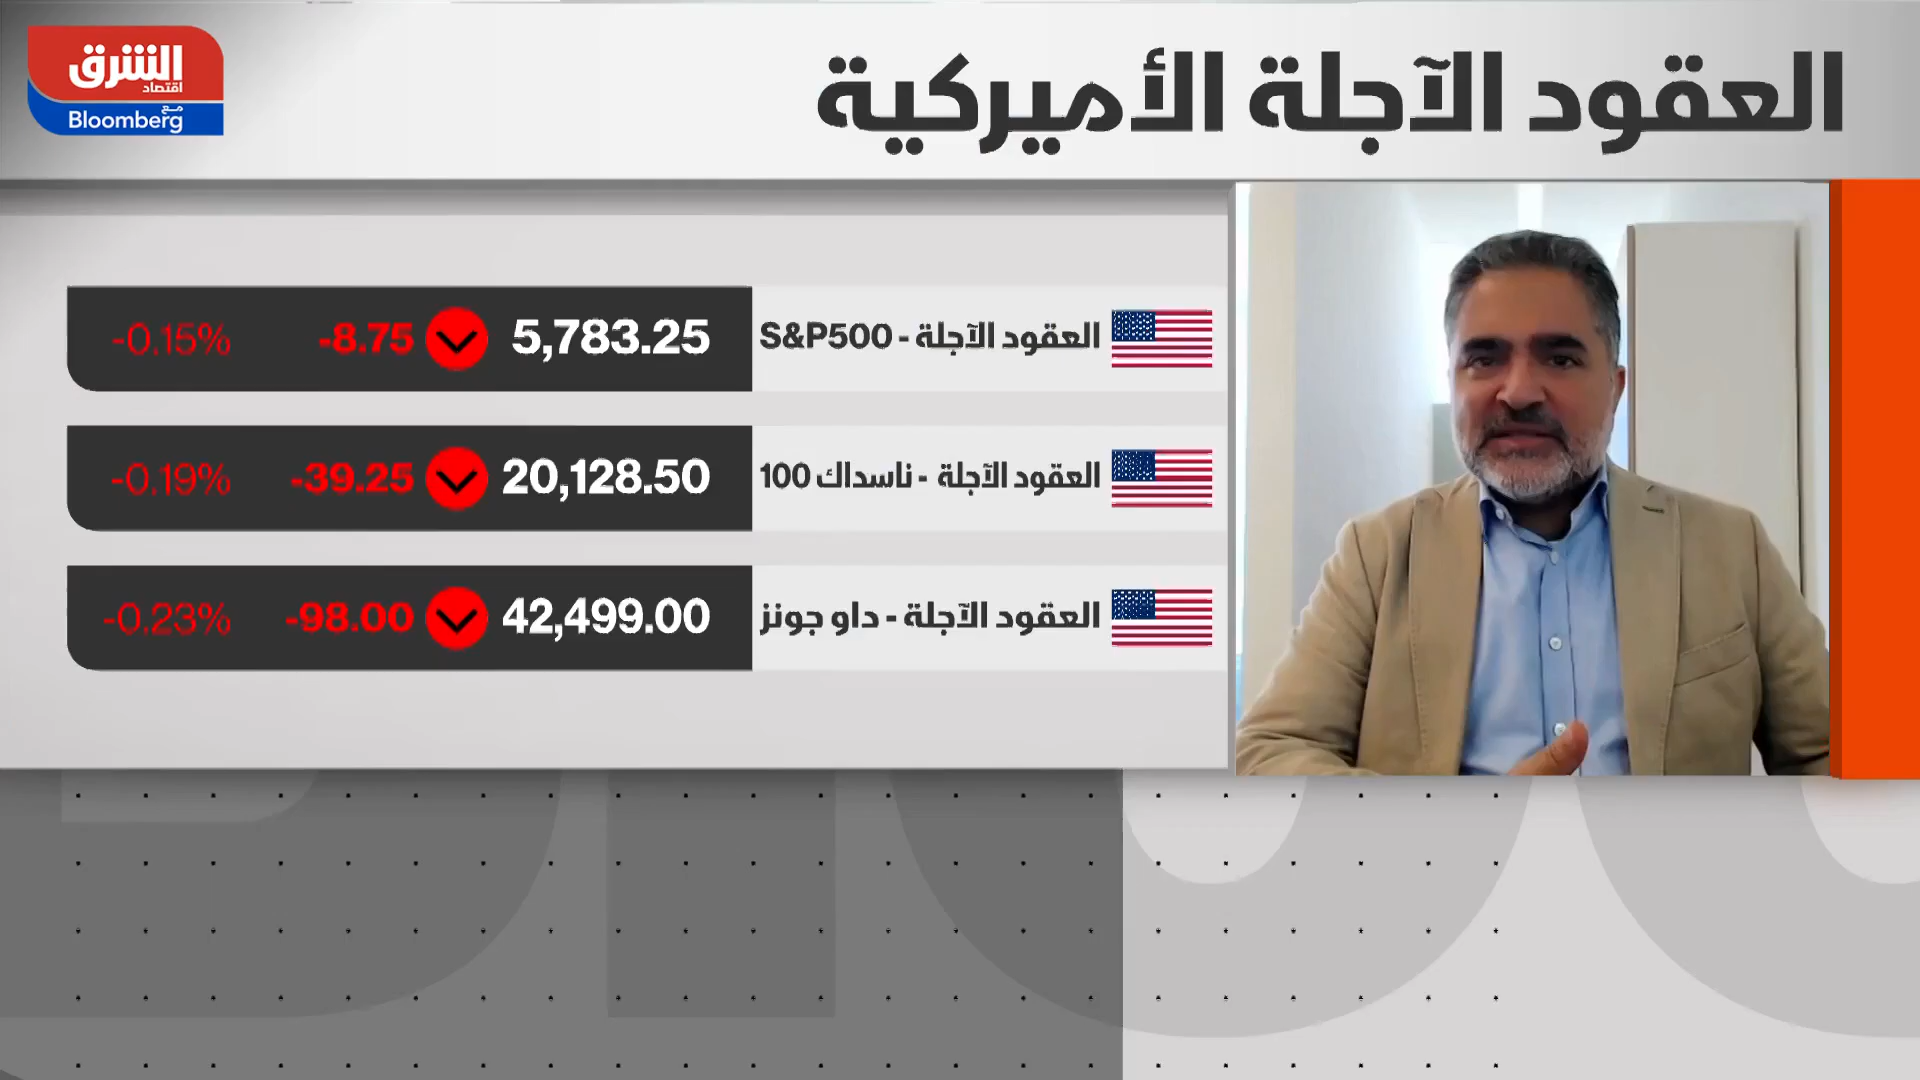 الشرق
اقتصاد
مع
Bloomberg
العقود الآجلة الأميركية
العقود الآجلة - S&P500 5,783.25 -8.75 -0.15%
العقود الآجلة - ناسداك 100 20,128.50 -39.25 -0.19%
العقود الآجلة - داو جونز 42,499.00 -98.00 -0.23%